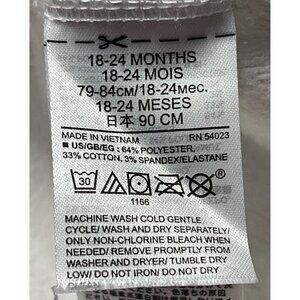 18-24 MONTHS
18-24 MOIS
79-84см/18-24мес.
18-24 MESES
日本 90 CM
MADE IN VIETNAM RN 54023
■ US/GB/EG : 64% POLYESTER,
33% COTTON, 3% SPANDEX/ELASTANE
30
1166
MACHINE WASH COLD GENTLE
CYCLE/ WASH AND DRY SEPARATELY/
ONLY NON-CHLORINE BLEACH WHEN
NEEDED/ REMOVE PROMPTLY FROM
WASHER AND DRYER/ TUMBLE DRY
LOW/ DO NOT IRON/ DO NOT DRY